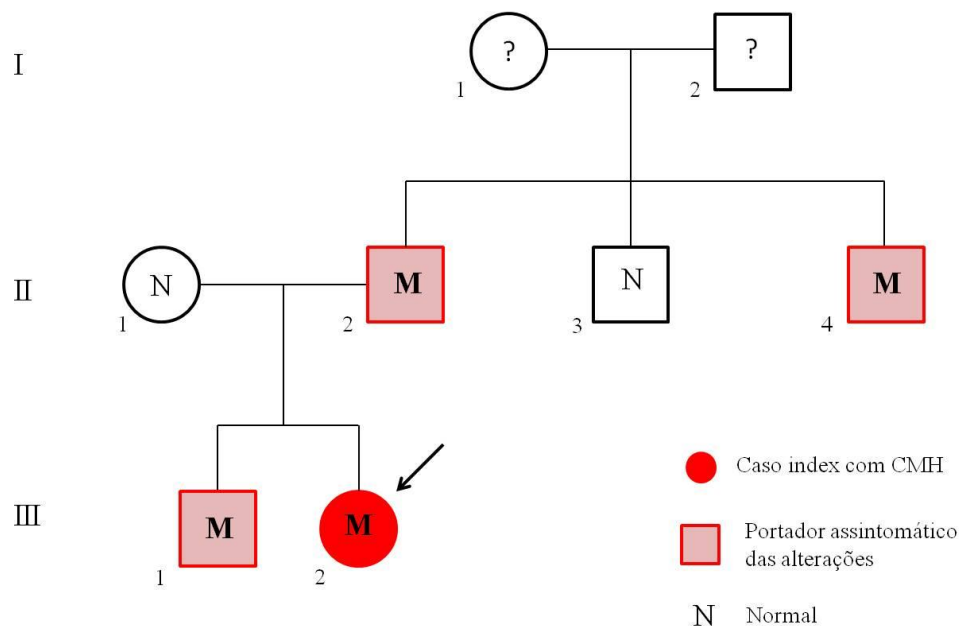 I
?
?
1
2
II
N
M
N
M
1
2
3
4
III
M
M
1
2
Caso index com CMH
Portador assintomático
das alterações
N Normal